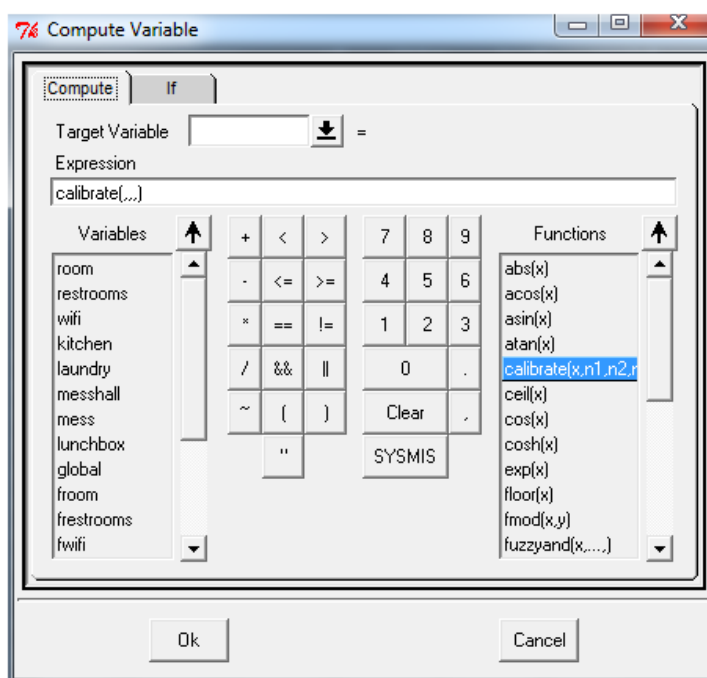 Compute Variable
Compute If
Target Variable =
Expression
calibrate(,,,)
Variables
room
restrooms
wifi
kitchen
laundry
messhall
mess
lunchbox
global
froom
frestrooms
fwifi
+ < >
- <= >=
* == !=
/ && ||
~ ( )
"
7 8 9
4 5 6
1 2 3
0 .
Clear ,
SYSMIS
Functions
abs(x)
acos(x)
asin(x)
atan(x)
calibrate(x,n1,n2,
ceil(x)
cos(x)
cosh(x)
exp(x)
floor(x)
fmod(x,y)
fuzzyand(x,...,)
Ok Cancel